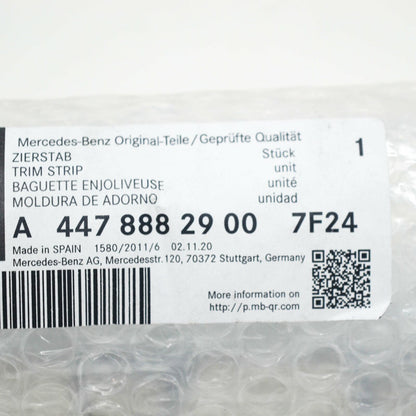 Mercedes-Benz Original-Teile/Geprüfte Qualität
ZIERSTAB Stück 1
TRIM STRIP unit
BAGUETTE ENJOLIVEUSE unité
MOLDURA DE ADORNO unidad
A 447 888 29 00 7F24
Made in SPAIN 1580/2011/6 02.11.20
Mercedes-Benz AG, Mercedesstr.120, 70372 Stuttgart, Germany
More information on
http://p.mb-qr.com/